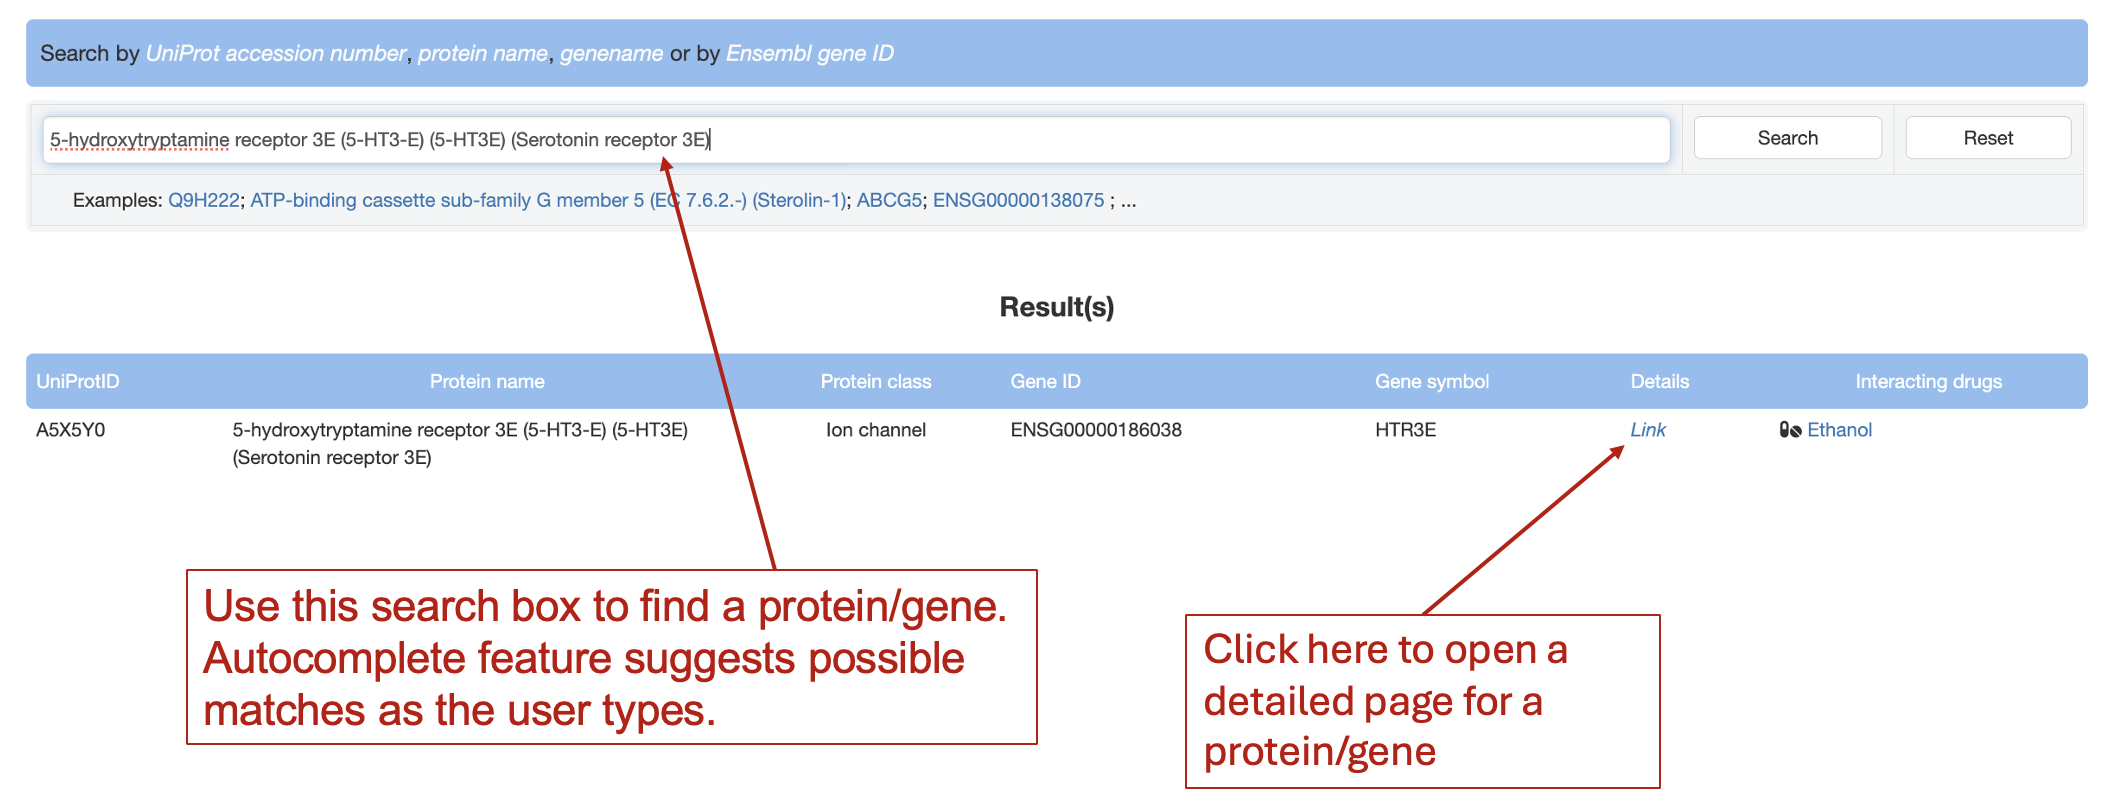 Search by UniProt accession number, protein name, genename or by Ensembl gene ID
5-hydroxytryptamine receptor 3E (5-HT3-E) (5-HT3E) (Serotonin receptor 3E)
Search
Reset
Examples: Q9H222; ATP-binding cassette sub-family G member 5 (EC 7.6.2.-) (Sterolin-1); ABCG5; ENSG00000138075 ; ...
Result(s)
UniProtID Protein name Protein class Gene ID Gene symbol Details Interacting drugs
A5X5Y0 5-hydroxytryptamine receptor 3E (5-HT3-E) (5-HT3E) Ion channel ENSG00000186038 HTR3E Link Ethanol
(Serotonin receptor 3E)
Use this search box to find a protein/gene.
Autocomplete feature suggests possible
matches as the user types.
Click here to open a
detailed page for a
protein/gene